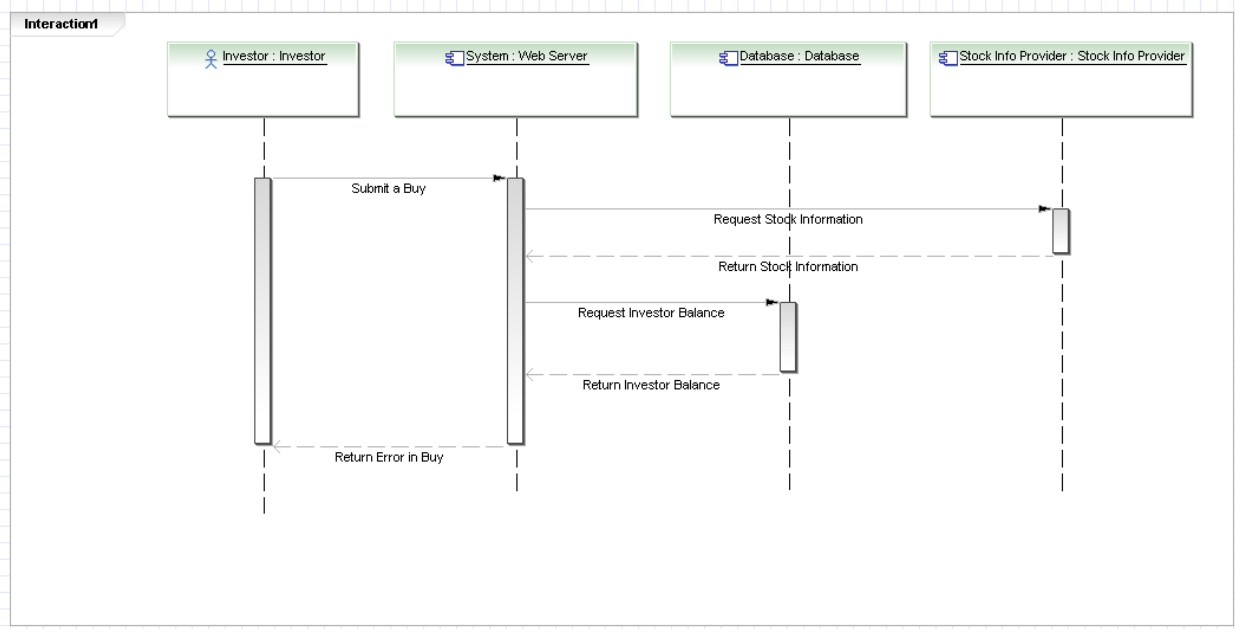 Interaction1
Investor : Investor
System : Web Server
Database : Database
Stock Info Provider : Stock Info Provider
Submit a Buy
Request Stock Information
Return Stock Information
Request Investor Balance
Return Investor Balance
Return Error in Buy